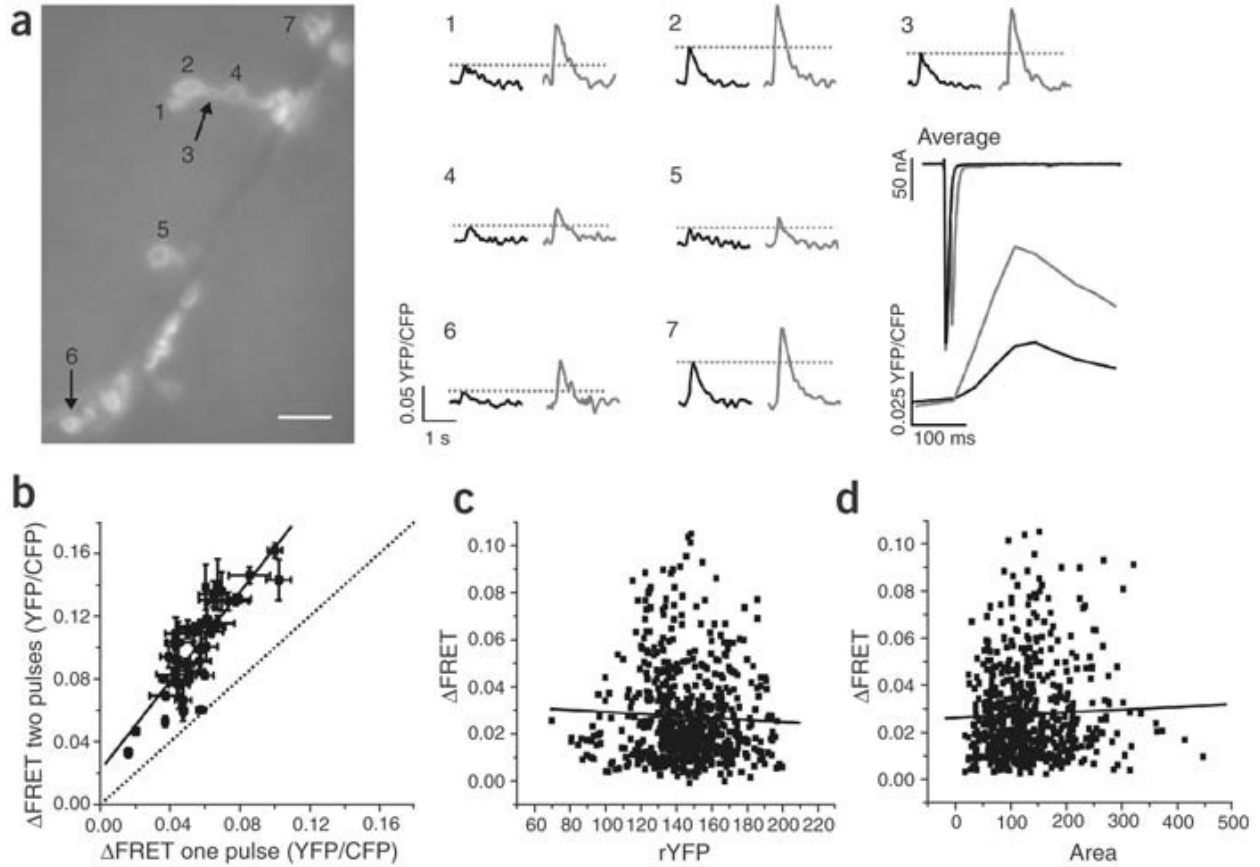 a
7
2
4
1
3
5
6
1
2
3
4
5
6
7
0.05 YFP/CFP
1 s
Average
50 nA
0.025 YFP/CFP
100 ms
b
ΔFRET two pulses (YFP/CFP)
0.16
0.12
0.08
0.04
0.00
0.00 0.04 0.08 0.12 0.16
ΔFRET one pulse (YFP/CFP)
c
ΔFRET
0.10
0.08
0.06
0.04
0.02
0.00
60 80 100 120 140 160 180 200 220
rYFP
d
ΔFRET
0.10
0.08
0.06
0.04
0.02
0.00
0 100 200 300 400 500
Area